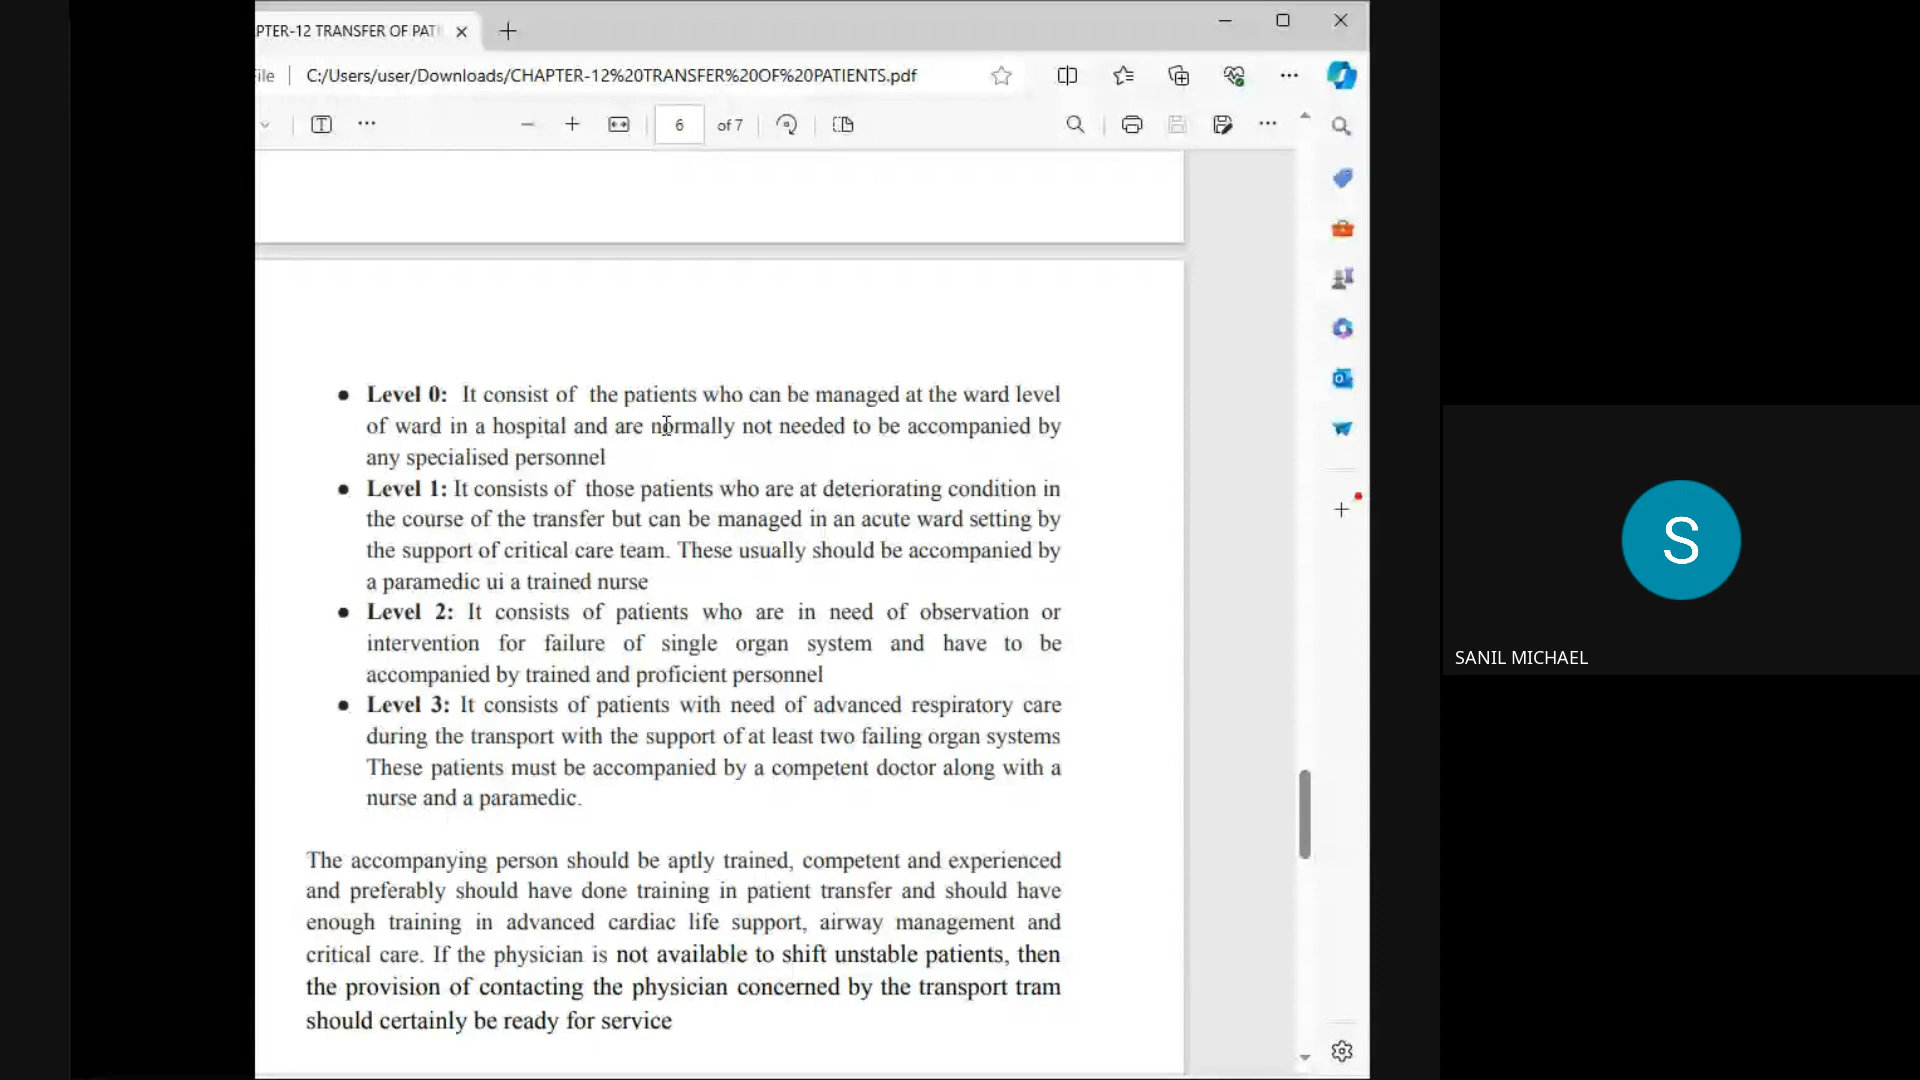 PTER-12 TRANSFER OF PATI
ile
C:/Users/user/Downloads/CHAPTER-12%20TRANSFER%20OF%20PATIENTS.pdf
6 of 7
● Level 0: It consist of the patients who can be managed at the ward level
of ward in a hospital and are normally not needed to be accompanied by
any specialised personnel
● Level 1: It consists of those patients who are at deteriorating condition in
the course of the transfer but can be managed in an acute ward setting by
the support of critical care team. These usually should be accompanied by
a paramedic ui a trained nurse
● Level 2: It consists of patients who are in need of observation or
intervention for failure of single organ system and have to be
accompanied by trained and proficient personnel
● Level 3: It consists of patients with need of advanced respiratory care
during the transport with the support of at least two failing organ systems
These patients must be accompanied by a competent doctor along with a
nurse and a paramedic.
The accompanying person should be aptly trained, competent and experienced
and preferably should have done training in patient transfer and should have
enough training in advanced cardiac life support, airway management and
critical care. If the physician is not available to shift unstable patients, then
the provision of contacting the physician concerned by the transport tram
should certainly be ready for service
S
SANIL MICHAEL